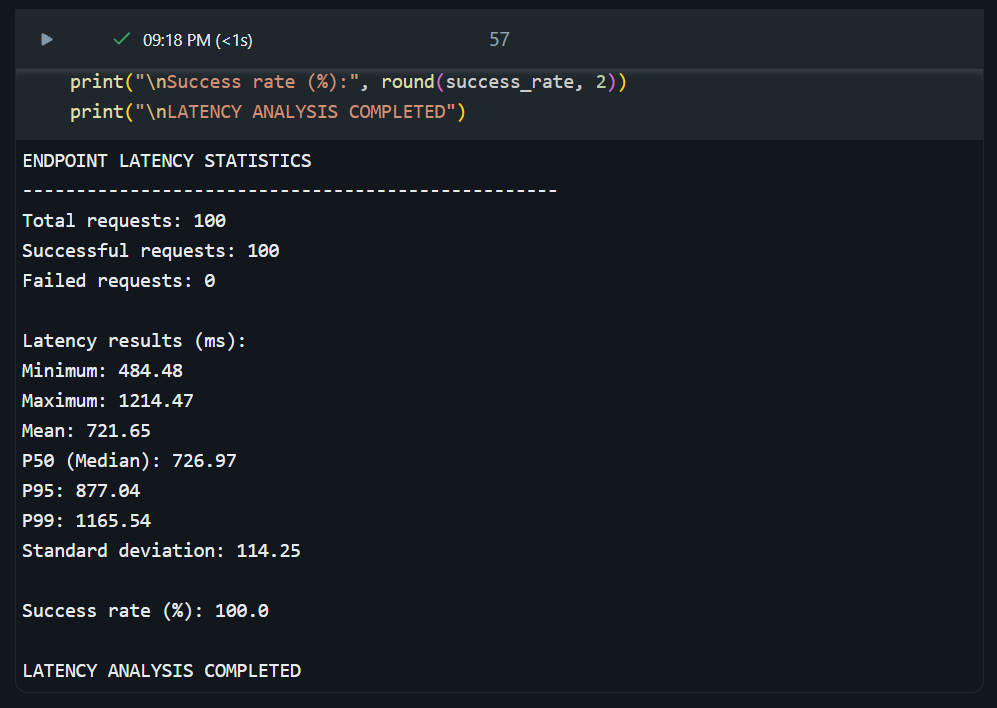 09:18 PM (<1s)
57
print("\nSuccess rate (%):", round(success_rate, 2))
print("\nLATENCY ANALYSIS COMPLETED")
ENDPOINT LATENCY STATISTICS
--------------------------------------------------
Total requests: 100
Successful requests: 100
Failed requests: 0
Latency results (ms):
Minimum: 484.48
Maximum: 1214.47
Mean: 721.65
P50 (Median): 726.97
P95: 877.04
P99: 1165.54
Standard deviation: 114.25
Success rate (%): 100.0
LATENCY ANALYSIS COMPLETED